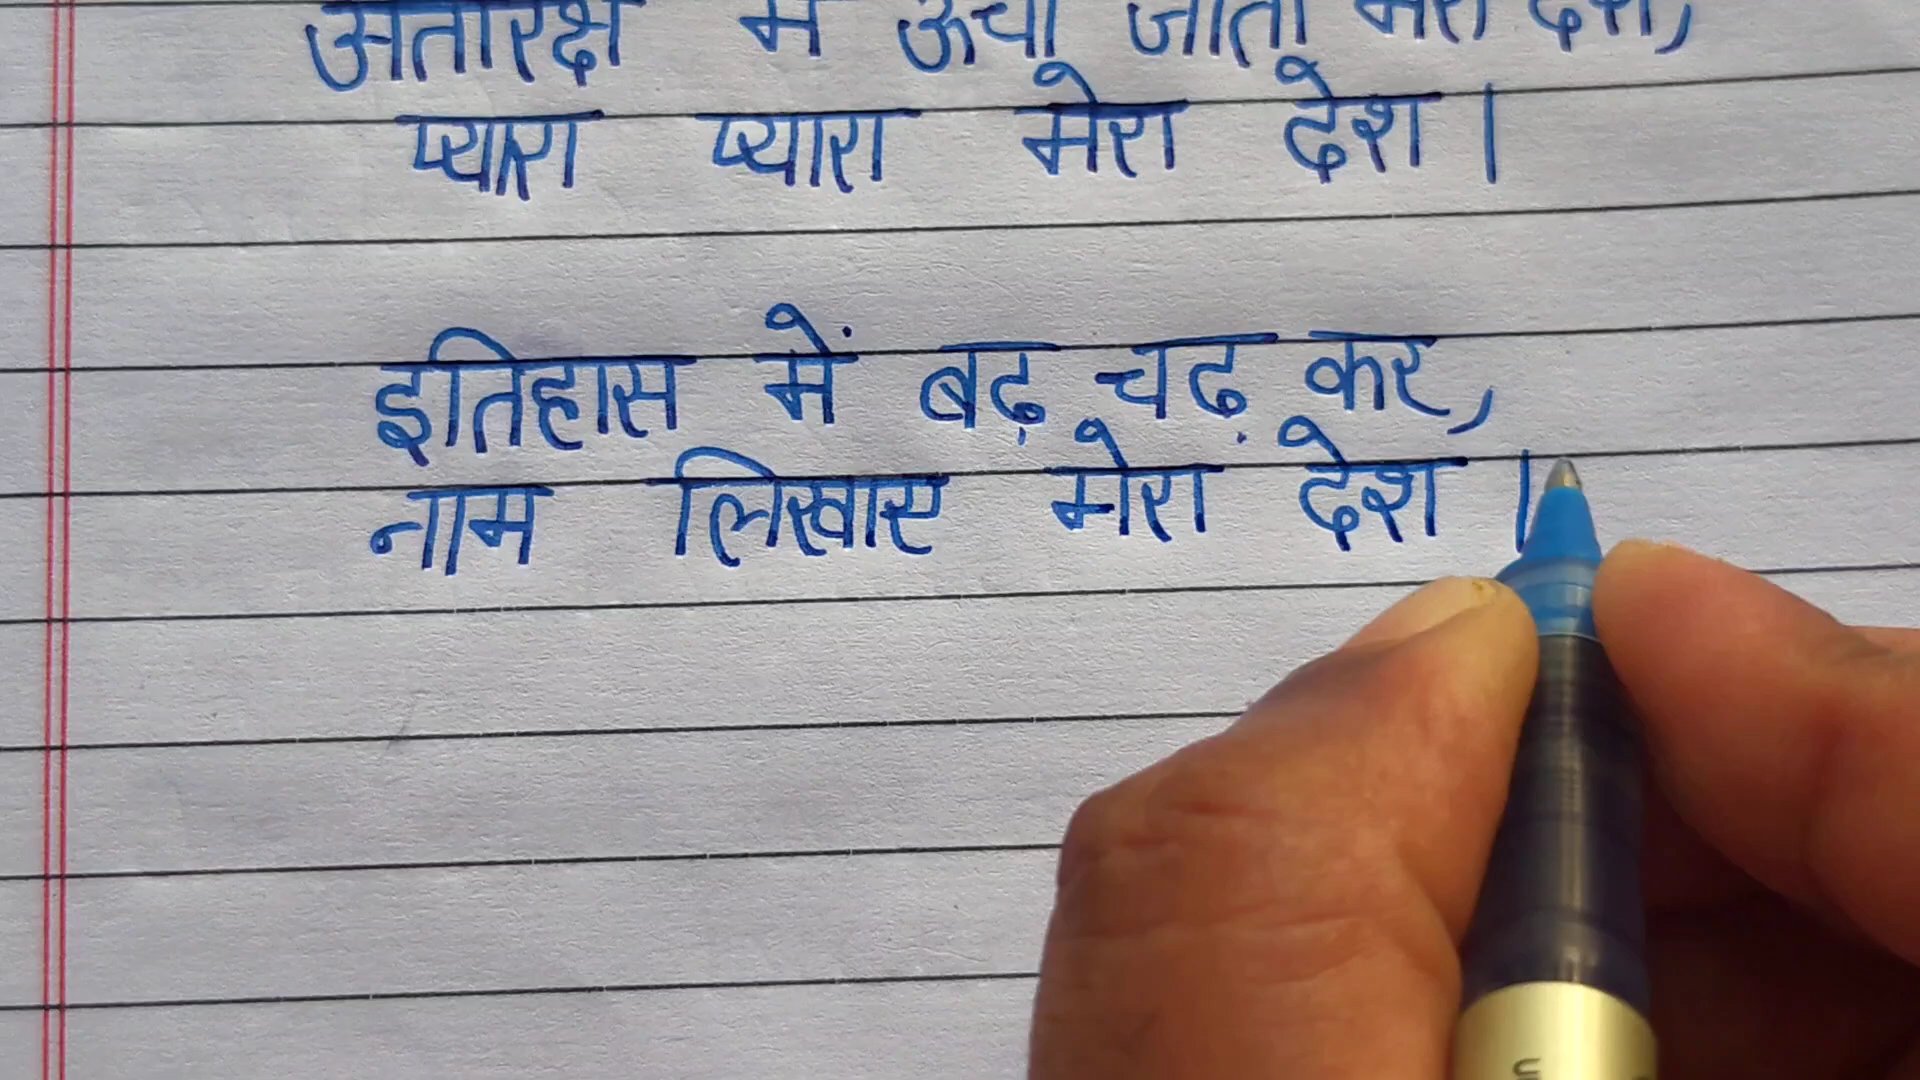 अंतरिक्ष में ऊँचा जाता मेरा देश,
प्यारा प्यारा मेरा देश।
इतिहास में बढ़ चढ़ कर,
नाम लिखाए मेरा देश।